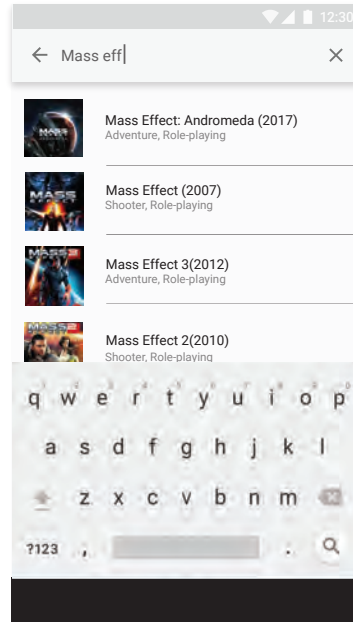 12:30
Mass eff
Mass Effect: Andromeda (2017)
Adventure, Role-playing
Mass Effect (2007)
Shooter, Role-playing
Mass Effect 3(2012)
Adventure, Role-playing
Mass Effect 2(2010)
Shooter, Role-playing
q w e r t y u i o p
a s d f g h j k l
z x c v b n m
?123 , .